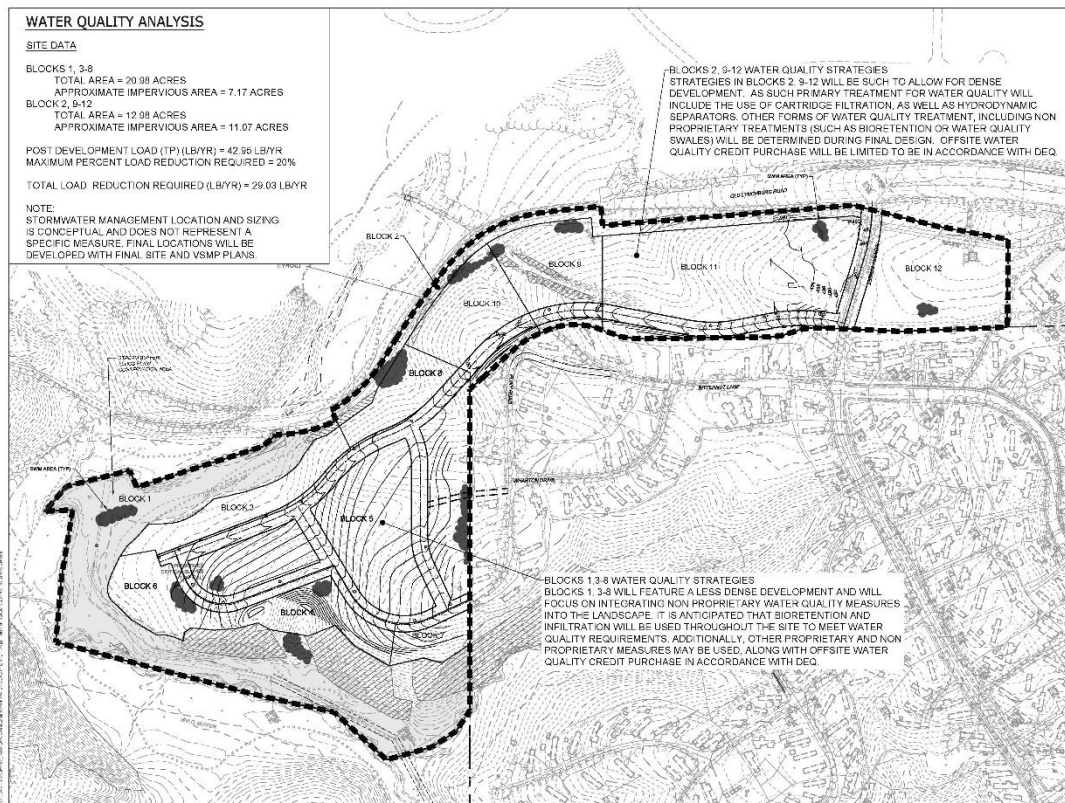 WATER QUALITY ANALYSIS
SITE DATA
BLOCKS 1, 3-8
TOTAL AREA = 20.98 ACRES
APPROXIMATE IMPERVIOUS AREA = 7.17 ACRES
BLOCK 2, 9-12
TOTAL AREA = 12.98 ACRES
APPROXIMATE IMPERVIOUS AREA = 11.07 ACRES
POST DEVELOPMENT LOAD (TP) (LB/YR) = 42.95 LB/YR
MAXIMUM PERCENT LOAD REDUCTION REQUIRED = 20%
TOTAL LOAD REDUCTION REQUIRED (LB/YR) = 29.03 LB/YR
NOTE:
STORMWATER MANAGEMENT LOCATION AND SIZING
IS CONCEPTUAL AND DOES NOT REPRESENT A
SPECIFIC MEASURE. FINAL LOCATIONS WILL BE
DEVELOPED WITH FINAL SITE AND VSMP PLANS.
BLOCKS 2, 9-12 WATER QUALITY STRATEGIES
STRATEGIES IN BLOCKS 2, 9-12 WILL BE SUCH TO ALLOW FOR DENSE
DEVELOPMENT. AS SUCH PRIMARY TREATMENT FOR WATER QUALITY WILL
INCLUDE THE USE OF CARTRIDGE FILTRATION, AS WELL AS HYDRODYNAMIC
SEPARATORS. OTHER FORMS OF WATER QUALITY TREATMENT, INCLUDING NON
PROPRIETARY TREATMENTS (SUCH AS BIORETENTION OR WATER QUALITY
SWALES) WILL BE DETERMINED DURING FINAL DESIGN. OFFSITE WATER
QUALITY CREDIT PURCHASE WILL BE LIMITED TO BE IN ACCORDANCE WITH DEQ.
SWM AREA (TYP)
OLD LYNCHBURG ROAD
BLOCK 2
BLOCK 9
BLOCK 11
BLOCK 12
BLOCK 10
BLOCK 8
BITTERNUT LANE
SWM AREA (TYP)
BLOCK 1
BLOCK 3
BLOCK 5
WHARTON DRIVE
BLOCK 6
BLOCK 4
BLOCK 7
BLOCKS 1,3-8 WATER QUALITY STRATEGIES
BLOCKS 1, 3-8 WILL FEATURE A LESS DENSE DEVELOPMENT AND WILL
FOCUS ON INTEGRATING NON PROPRIETARY WATER QUALITY MEASURES
INTO THE LANDSCAPE. IT IS ANTICIPATED THAT BIORETENTION AND
INFILTRATION WILL BE USED THROUGHOUT THE SITE TO MEET WATER
QUALITY REQUIREMENTS. ADDITIONALLY, OTHER PROPRIETARY AND NON
PROPRIETARY MEASURES MAY BE USED, ALONG WITH OFFSITE WATER
QUALITY CREDIT PURCHASE IN ACCORDANCE WITH DEQ.